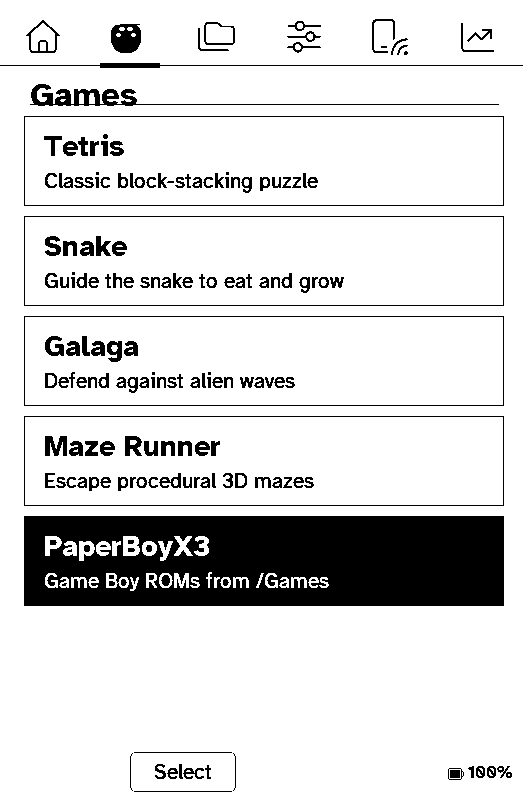 Games
Tetris
Classic block-stacking puzzle
Snake
Guide the snake to eat and grow
Galaga
Defend against alien waves
Maze Runner
Escape procedural 3D mazes
PaperBoyX3
Game Boy ROMs from /Games
Select
100%